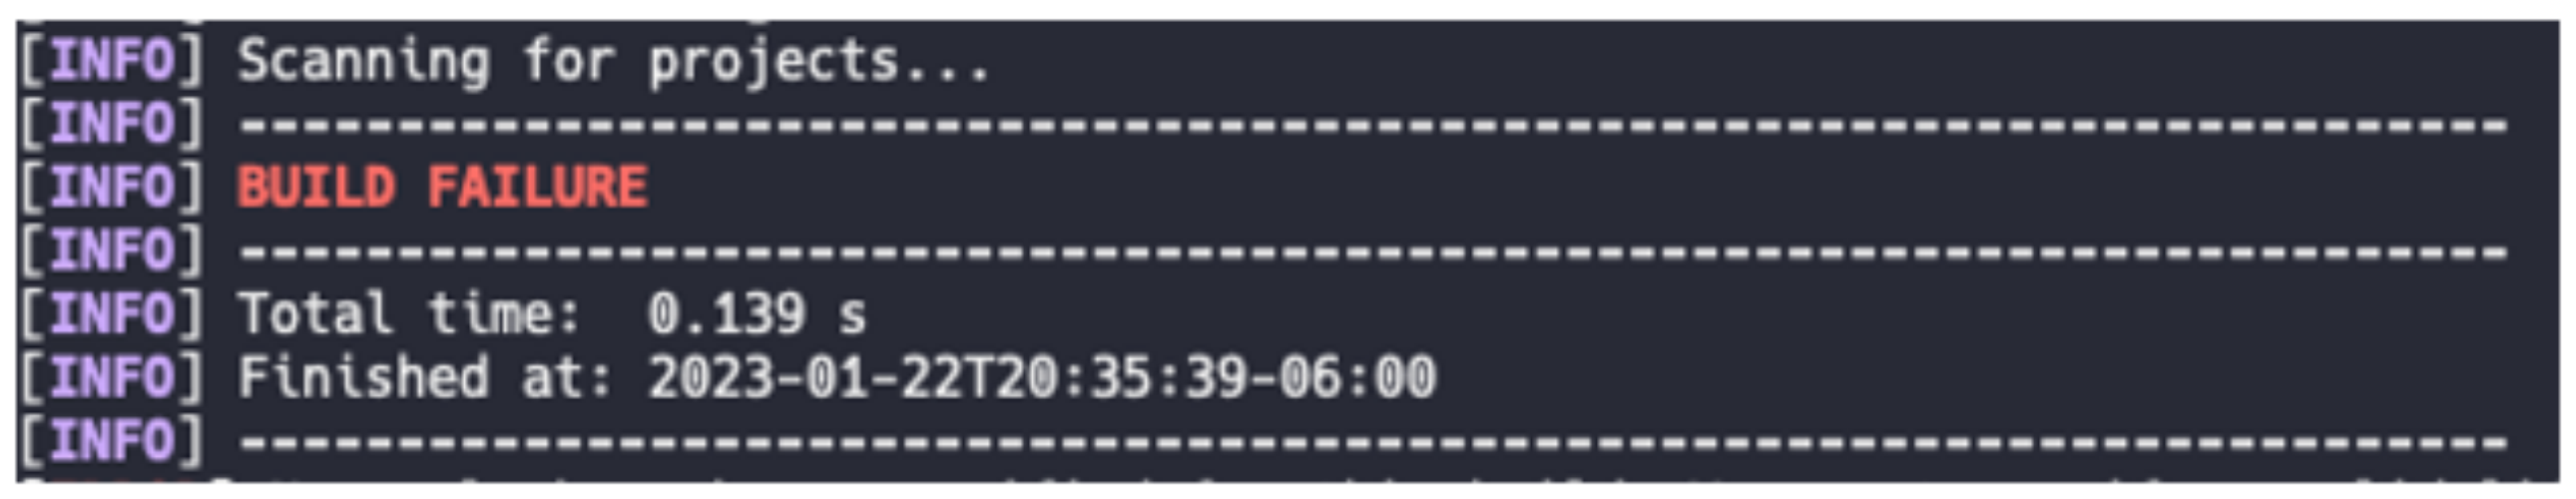 [INFO] Scanning for projects...
[INFO] ------------------------------------------------------------------------
[INFO] BUILD FAILURE
[INFO] ------------------------------------------------------------------------
[INFO] Total time:  0.139 s
[INFO] Finished at: 2023-01-22T20:35:39-06:00
[INFO] ------------------------------------------------------------------------